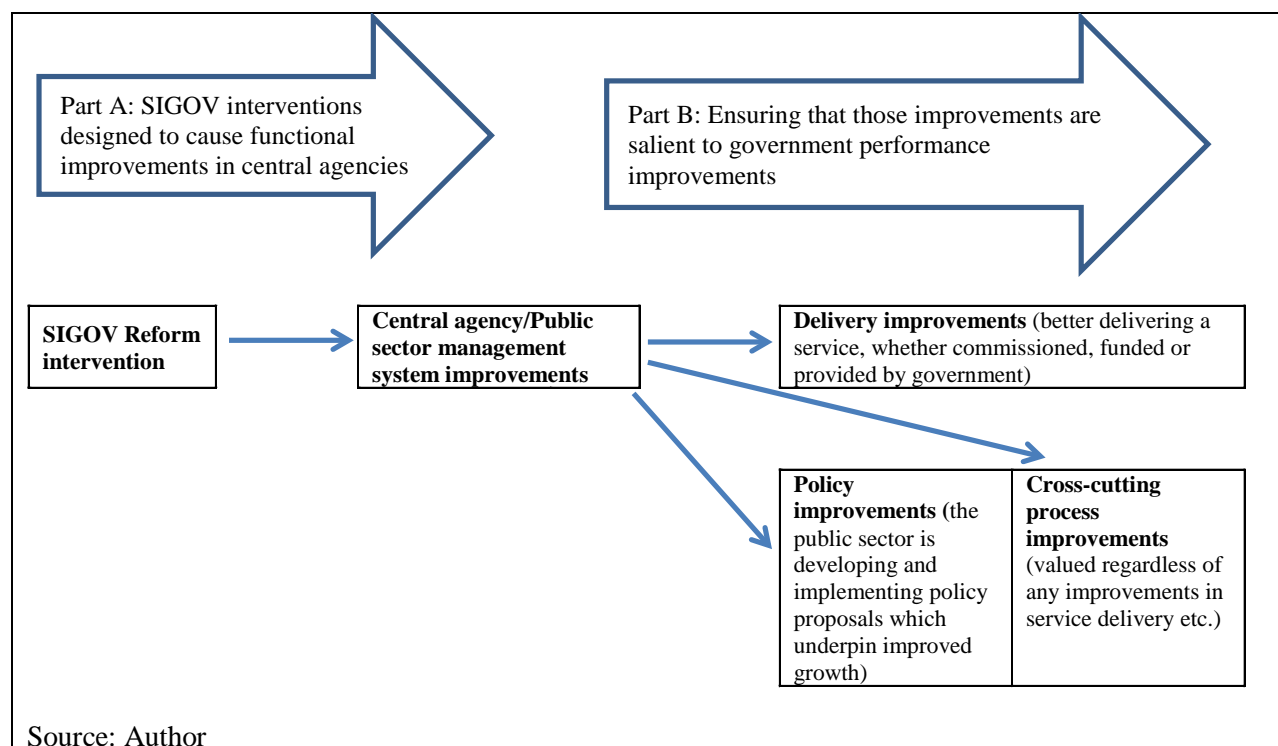 Part A: SIGOV interventions
designed to cause functional
improvements in central agencies
Part B: Ensuring that those improvements are
salient to government performance
improvements
SIGOV Reform
intervention
Central agency/Public
sector management
system improvements
Delivery improvements (better delivering a
service, whether commissioned, funded or
provided by government)
Policy
improvements (the
public sector is
developing and
implementing policy
proposals which
underpin improved
growth)
Cross-cutting
process
improvements
(valued regardless of
any improvements in
service delivery etc.)
Source: Author